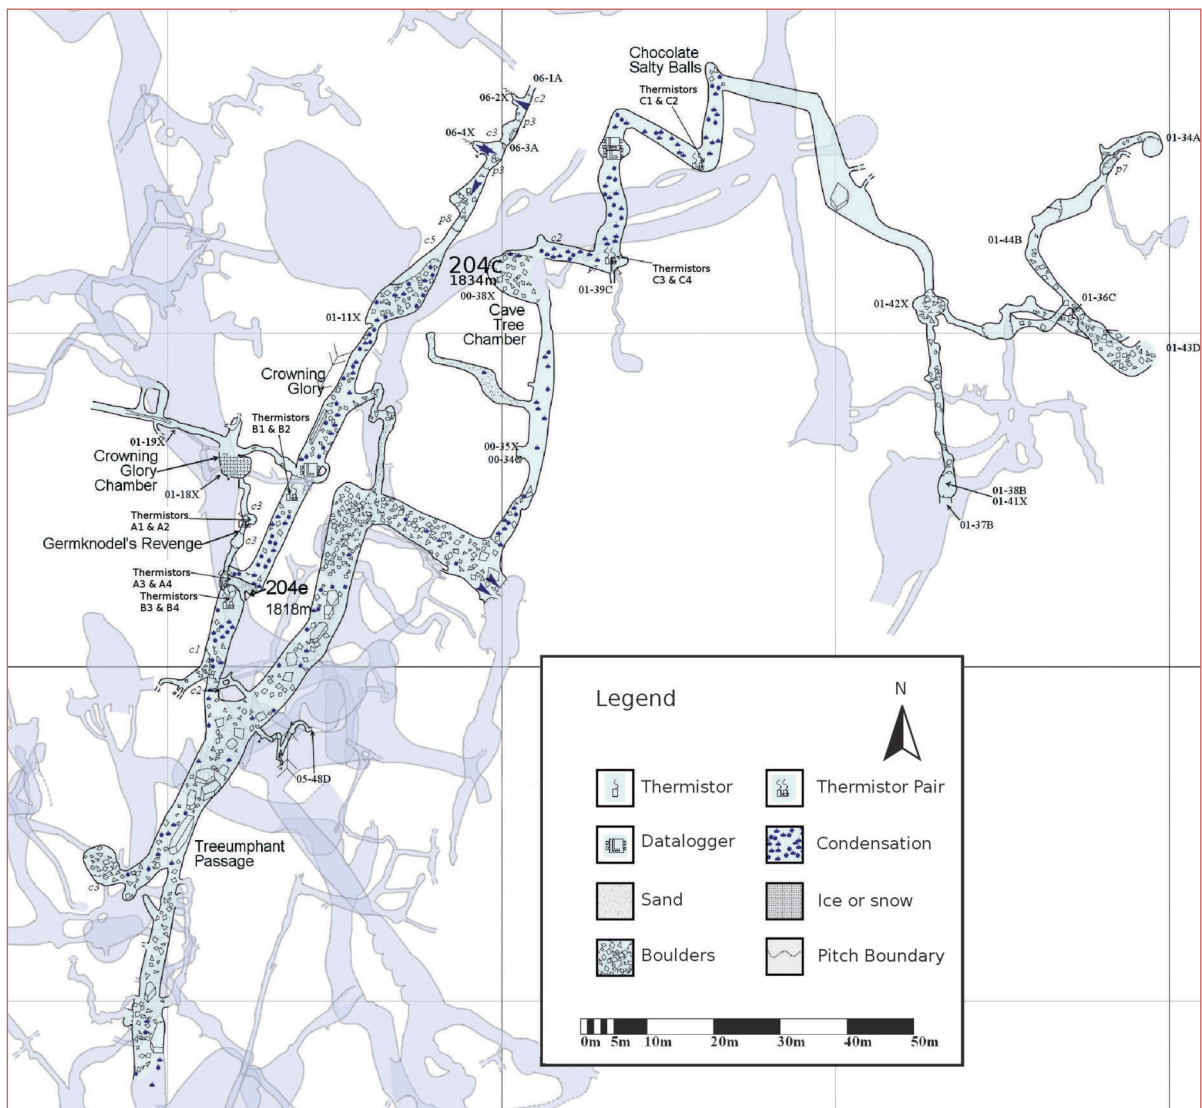 Chocolate
Salty Balls
Thermistors
C1 & C2
06-1A
06-2X
c2
p3
06-4X
c3
06-3A
p3
p8
c5
01-34A
p7
01-44B
204c
1834m
00-38X
Cave
Tree
Chamber
c2
01-39C
Thermistors
C3 & C4
01-42X
01-36C
01-43D
01-11X
Crowning
Glory
Thermistors
B1 & B2
01-19X
Crowning
Glory
Chamber
01-18X
00-35X
01-38B
01-41X
01-37B
c3
Thermistors
A1 & A2
Germknodel's Revenge
c3
Thermistors
A3 & A4
Thermistors
B3 & B4
204e
1818m
c1
c2
05-48D
Treeumphant
Passage
c3
Legend
N
Thermistor
Thermistor Pair
Datalogger
Condensation
Sand
Ice or snow
Boulders
Pitch Boundary
0m 5m 10m 20m 30m 40m 50m